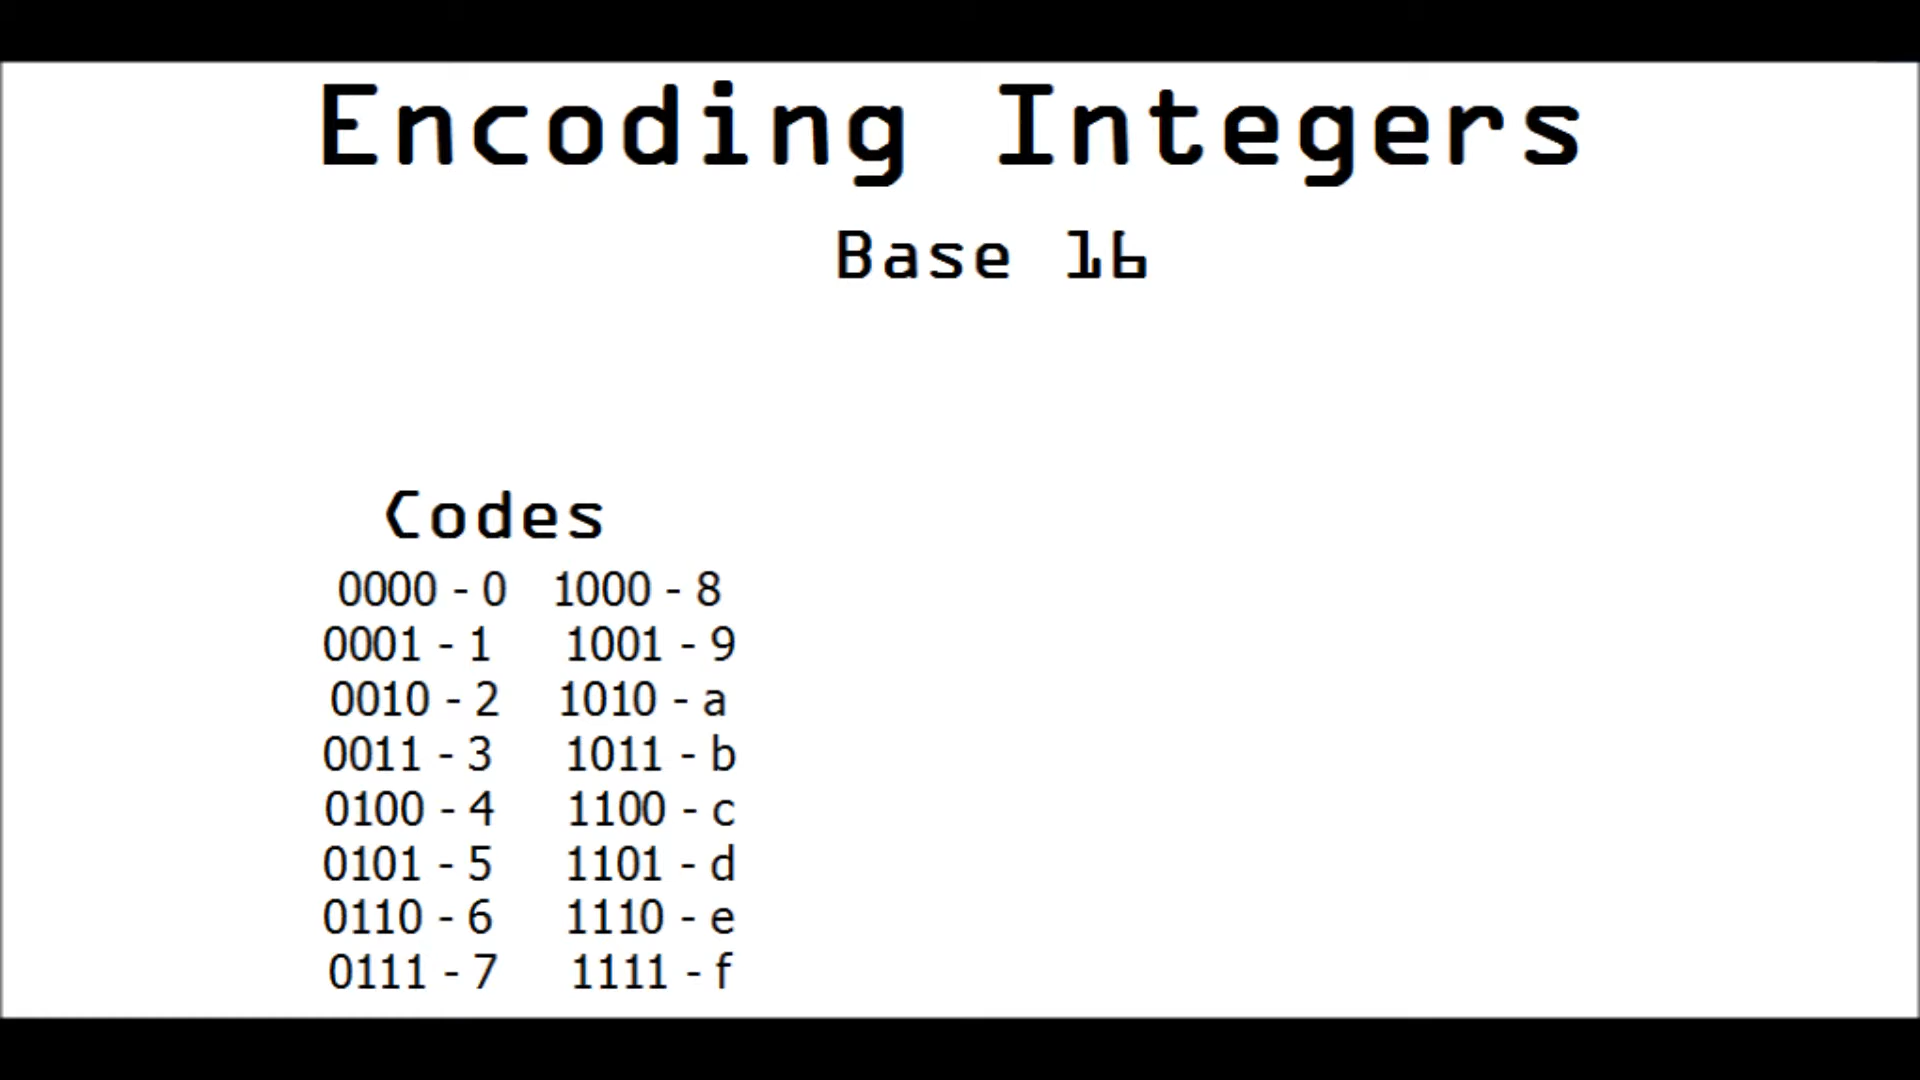 Encoding Integers
Base 16
Codes
0000 - 0 1000 - 8
0001 - 1 1001 - 9
0010 - 2 1010 - a
0011 - 3 1011 - b
0100 - 4 1100 - c
0101 - 5 1101 - d
0110 - 6 1110 - e
0111 - 7 1111 - f